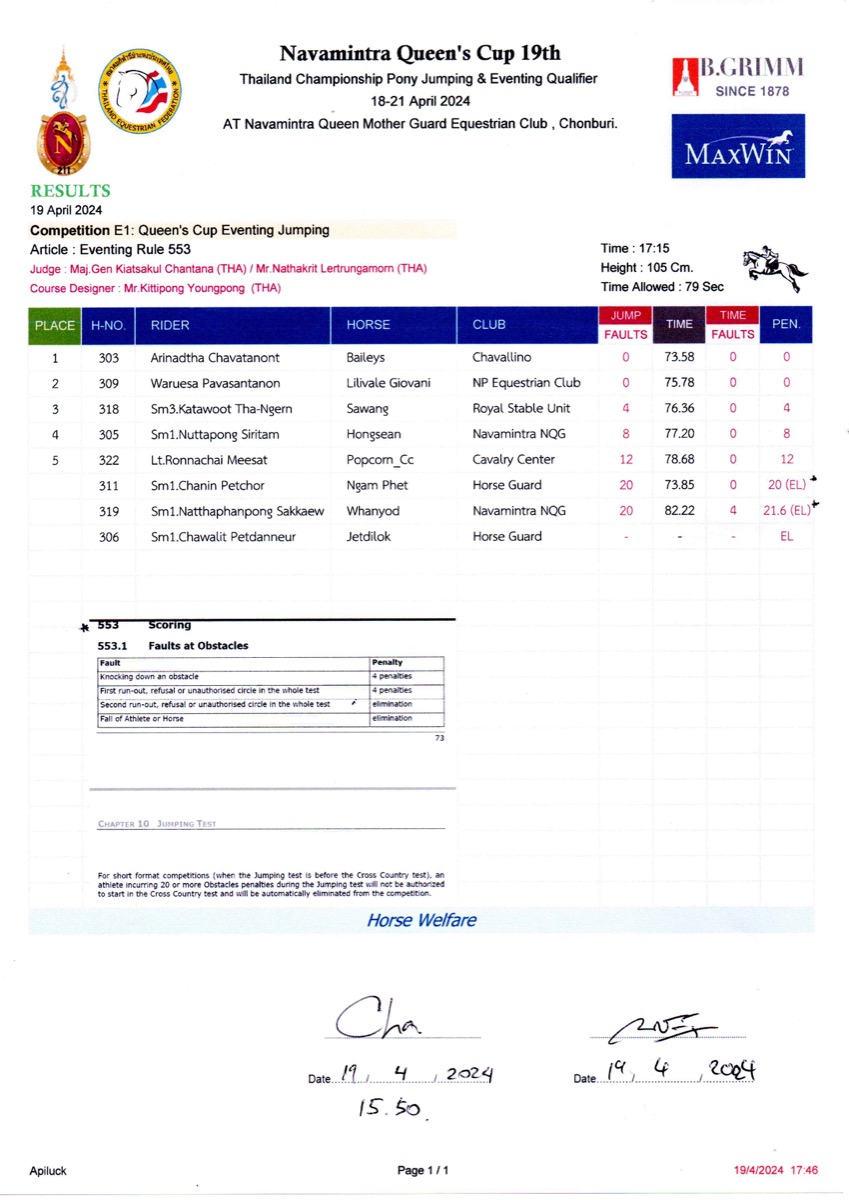 Navamintra Queen's Cup 19th
Thailand Championship Pony Jumping & Eventing Qualifier
18-21 April 2024
AT Navamintra Queen Mother Guard Equestrian Club , Chonburi.
THAILAND EQUESTRIAN FEDERATION
N
211
B.GRIMM
SINCE 1878
MAXWIN
RESULTS
19 April 2024
Competition E1: Queen's Cup Eventing Jumping
Article : Eventing Rule 553
Judge : Maj.Gen Kiatsakul Chantana (THA) / Mr.Nathakrit Lertrungamorn (THA)
Course Designer : Mr.Kittipong Youngpong (THA)
Time : 17:15
Height : 105 Cm.
Time Allowed : 79 Sec
PLACE H-NO. RIDER HORSE CLUB JUMP FAULTS TIME TIME FAULTS PEN.
1 303 Arinadtha Chavatanont Baileys Chavallino 0 73.58 0 0
2 309 Waruesa Pavasantanon Lilivale Giovani NP Equestrian Club 0 75.78 0 0
3 318 Sm3.Katawoot Tha-Ngern Sawang Royal Stable Unit 4 76.36 0 4
4 305 Sm1.Nuttapong Siritam Hongsean Navamintra NQG 8 77.20 0 8
5 322 Lt.Ronnachai Meesat Popcorn_Cc Cavalry Center 12 78.68 0 12
311 Sm1.Chanin Petchor Ngam Phet Horse Guard 20 73.85 0 20 (EL) *
319 Sm1.Natthaphanpong Sakkaew Whanyod Navamintra NQG 20 82.22 4 21.6 (EL) *
306 Sm1.Chawalit Petdanneur Jetdilok Horse Guard - - - EL
* 553 Scoring
553.1 Faults at Obstacles
Fault Penalty
Knocking down an obstacle 4 penalties
First run-out, refusal or unauthorised circle in the whole test 4 penalties
Second run-out, refusal or unauthorised circle in the whole test elimination
Fall of Athlete or Horse elimination
73
CHAPTER 10 JUMPING TEST
For short format competitions (when the Jumping test is before the Cross Country test), an
athlete incurring 20 or more Obstacles penalties during the Jumping test will not be authorized
to start in the Cross Country test and will be automatically eliminated from the competition.
Horse Welfare
Cha
Date 19 , 4 , 2024
15.50
Date 19 , 4 , 2024
Apiluck
Page 1 / 1
19/4/2024 17:46